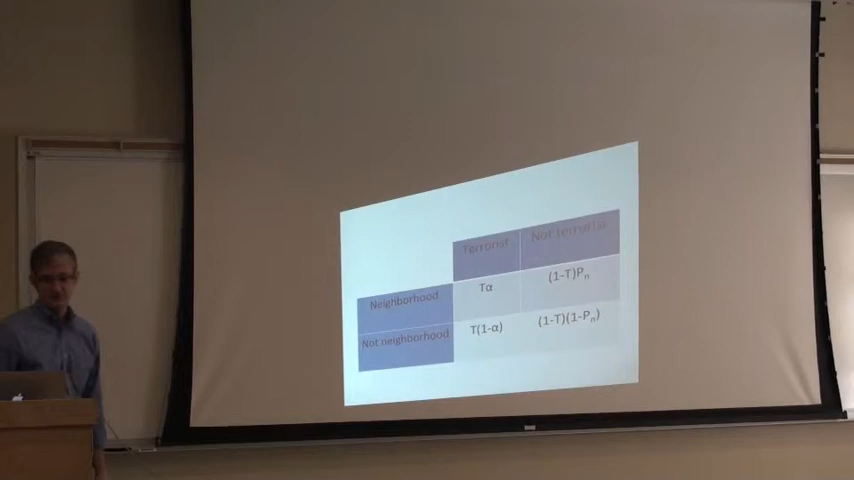 Terrorist Not terrorist
Neighborhood Tα (1-T)Pₙ
Not neighborhood T(1-α) (1-T)(1-Pₙ)